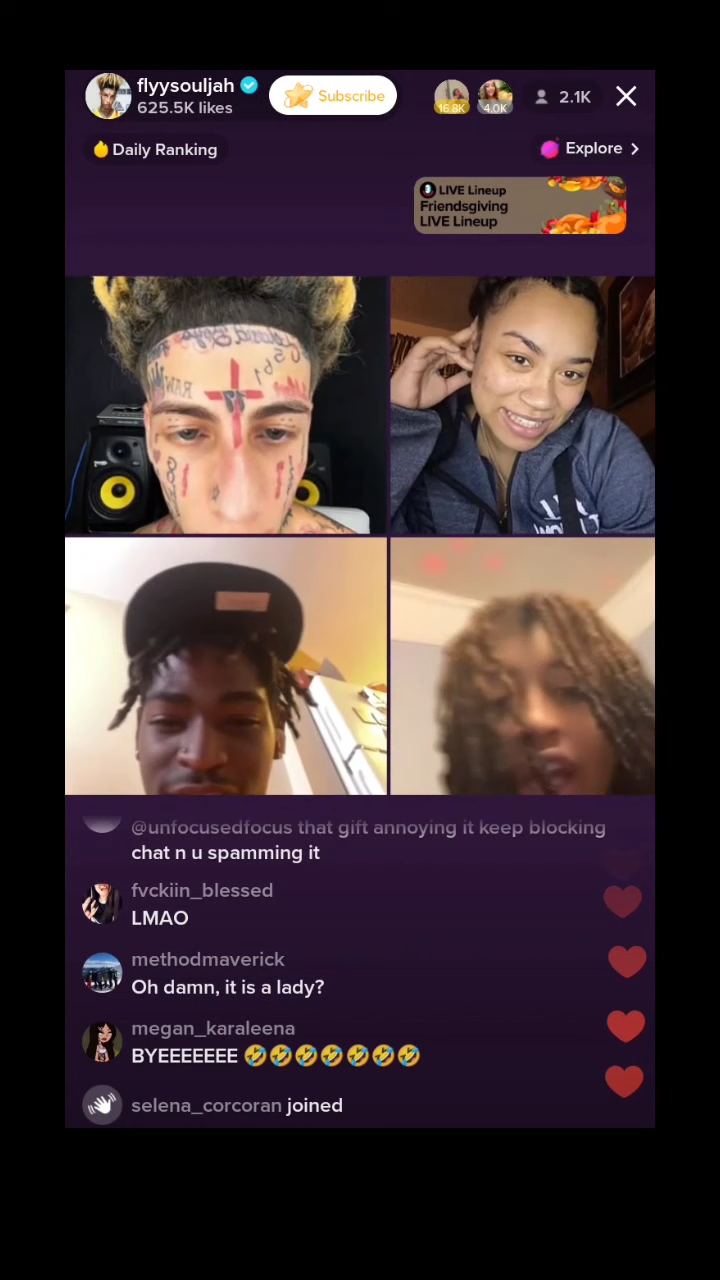 flyysouljah
625.5K likes
Subscribe
16.8K
4.0K
2.1K
Daily Ranking
Explore
LIVE Lineup
Friendsgiving
LIVE Lineup
1961
RAW
@unfocusedfocus that gift annoying it keep blocking
chat n u spamming it
fvckiin_blessed
LMAO
methodmaverick
Oh damn, it is a lady?
megan_karaleena
BYEEEEEEE 🤣🤣🤣🤣🤣🤣🤣
selena_corcoran joined